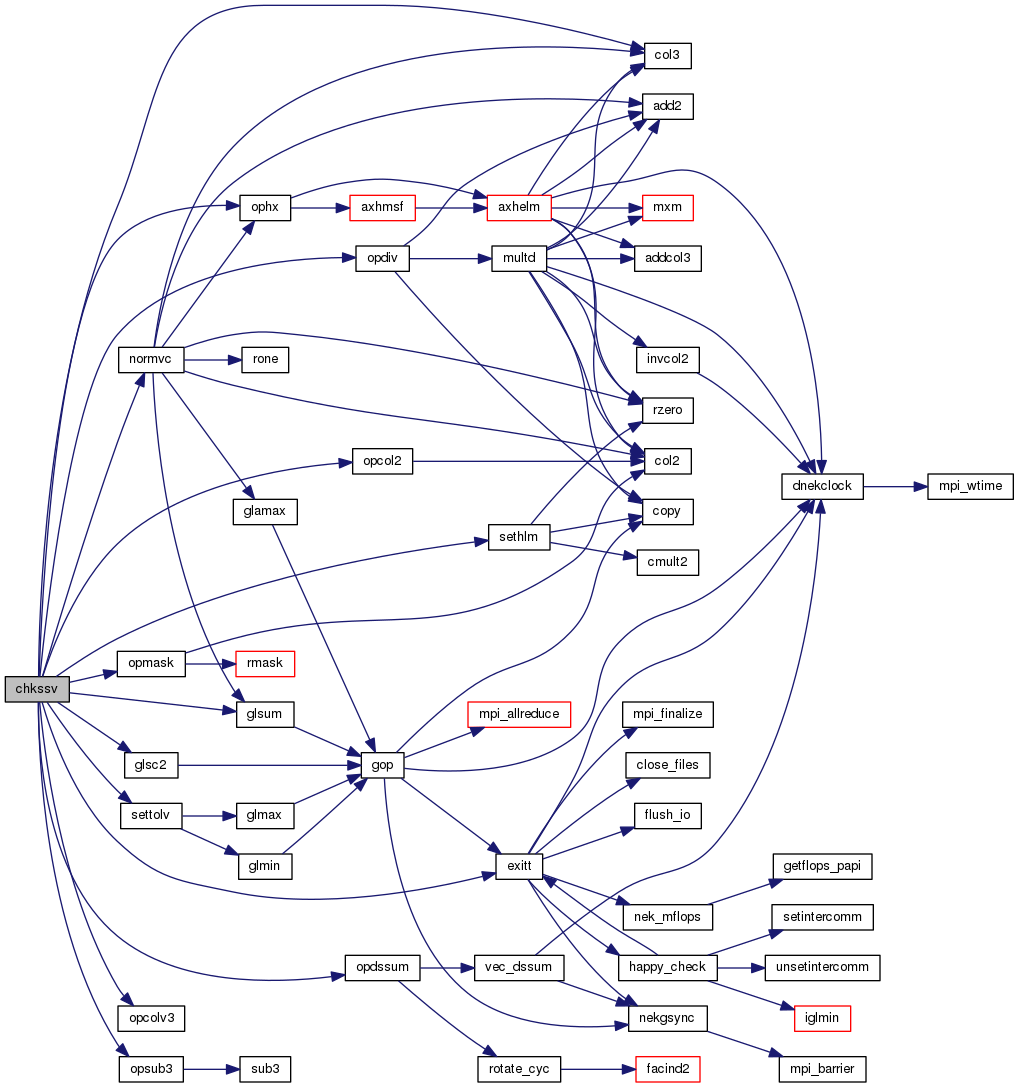 col3
add2
ophx
axhmsf
axhelm
mxm
opdiv
multd
addcol3
normvc
rone
invcol2
rzero
opcol2
col2
dnekclock
mpi_wtime
glamax
sethlm
copy
cmult2
chkssv
opmask
rmask
glsum
mpi_allreduce
mpi_finalize
glsc2
gop
close_files
settolv
glmax
flush_io
glmin
exitt
getflops_papi
nek_mflops
setintercomm
opdssum
vec_dssum
happy_check
unsetintercomm
opcolv3
nekgsync
iglmin
opsub3
sub3
rotate_cyc
facind2
mpi_barrier